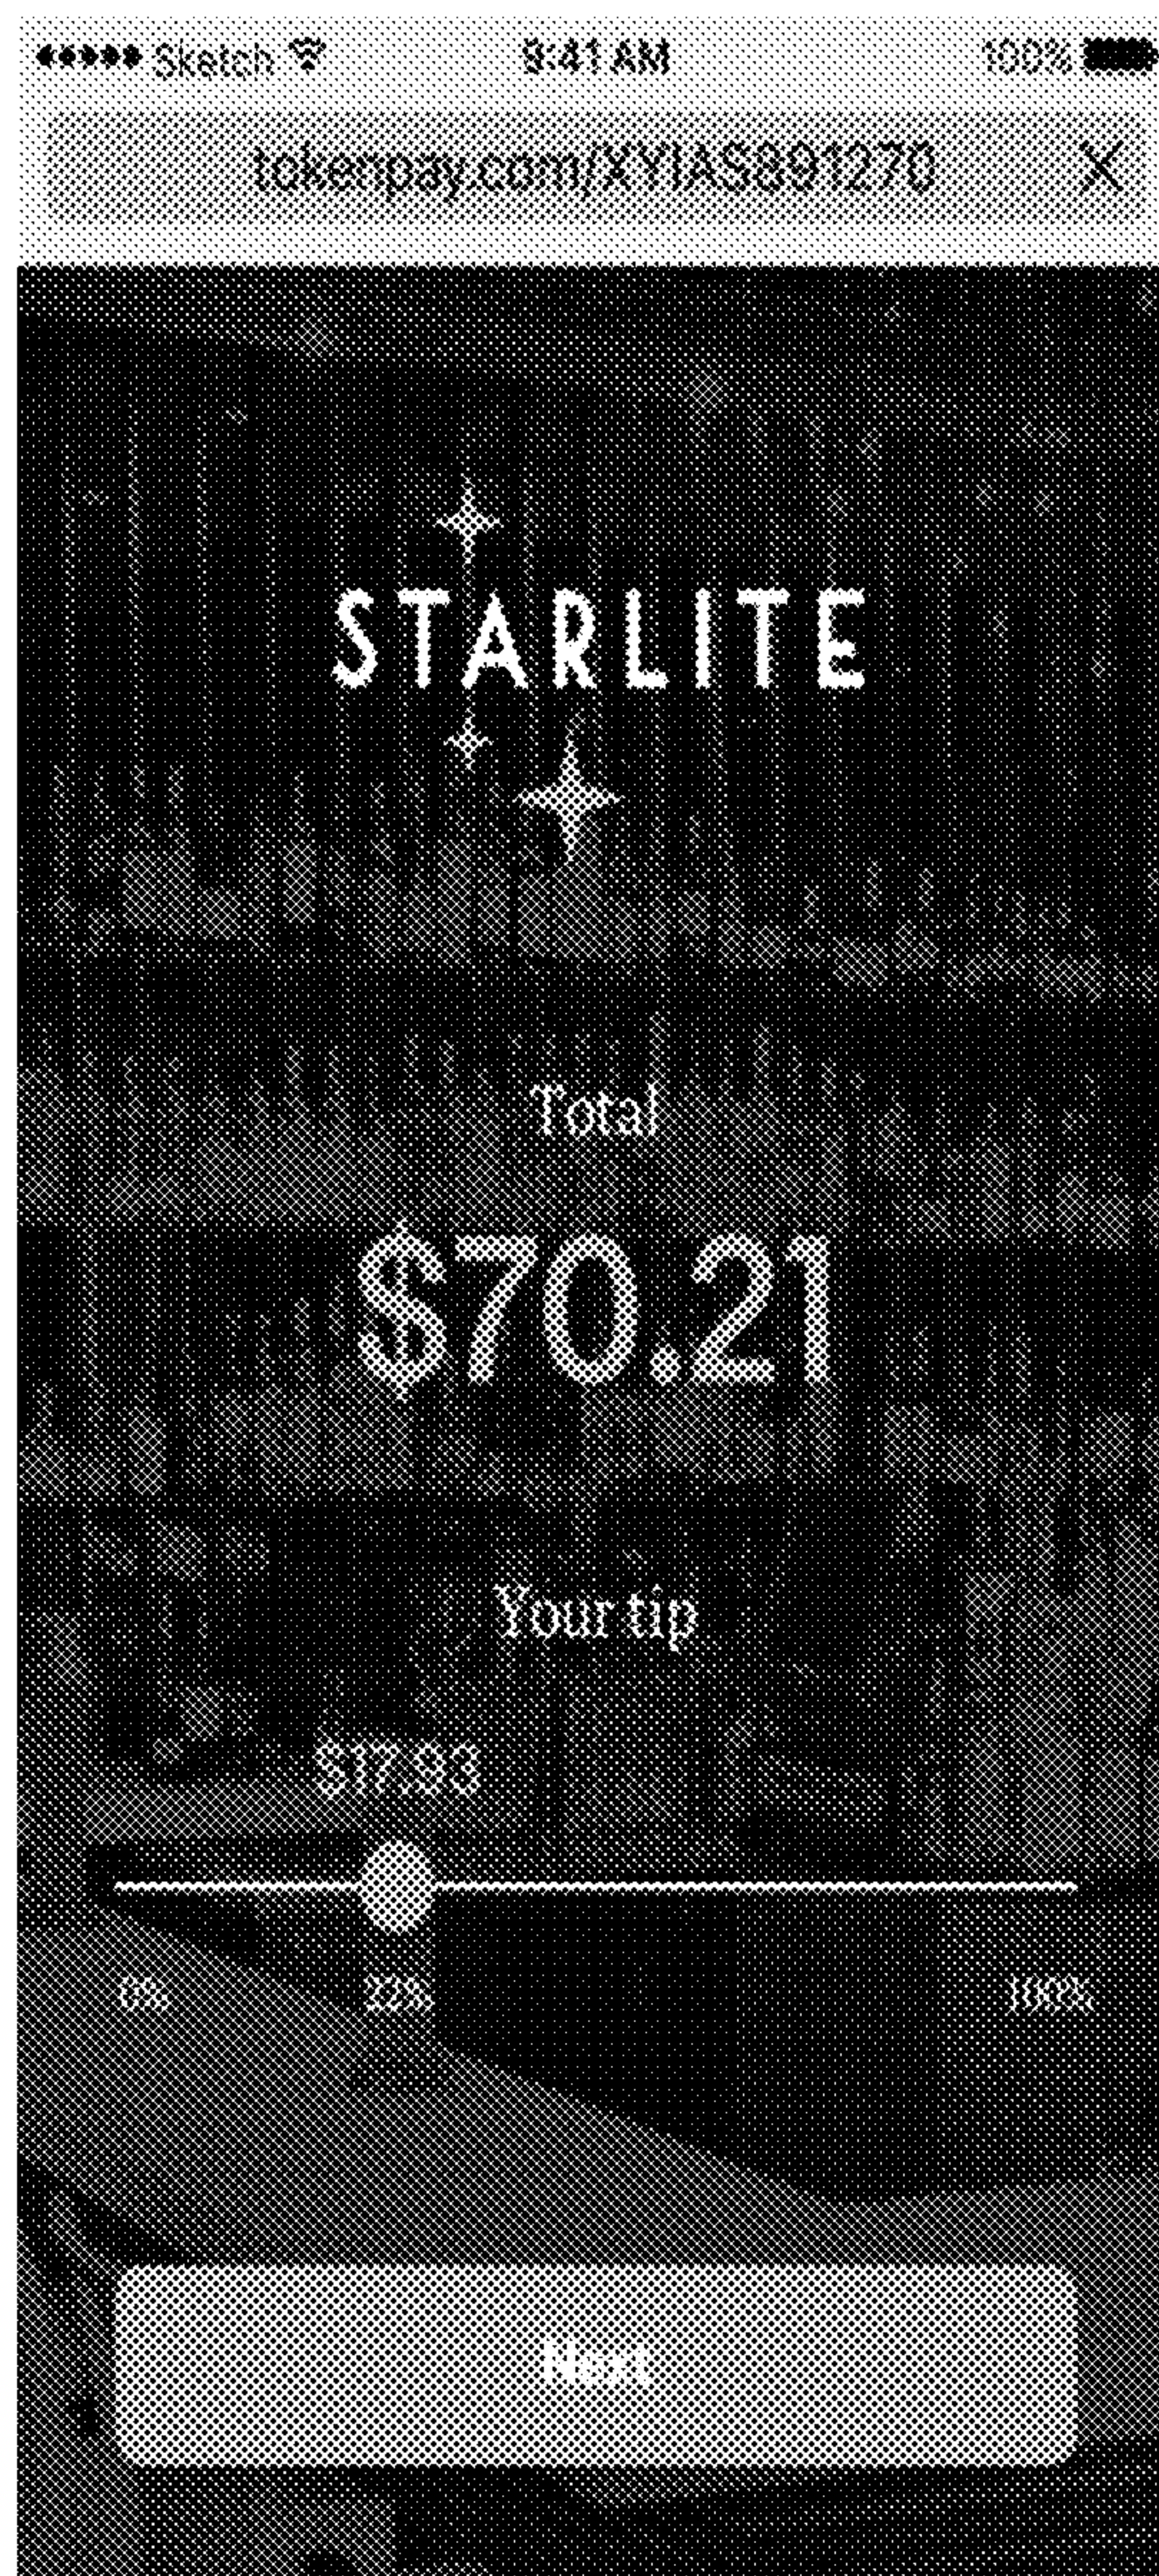 Sketch 9:41 AM 100%
tokenpay.com/XYIAS891270
STARLITE
Total
$70.21
Your tip
$17.93
0% 32% 100%
Next